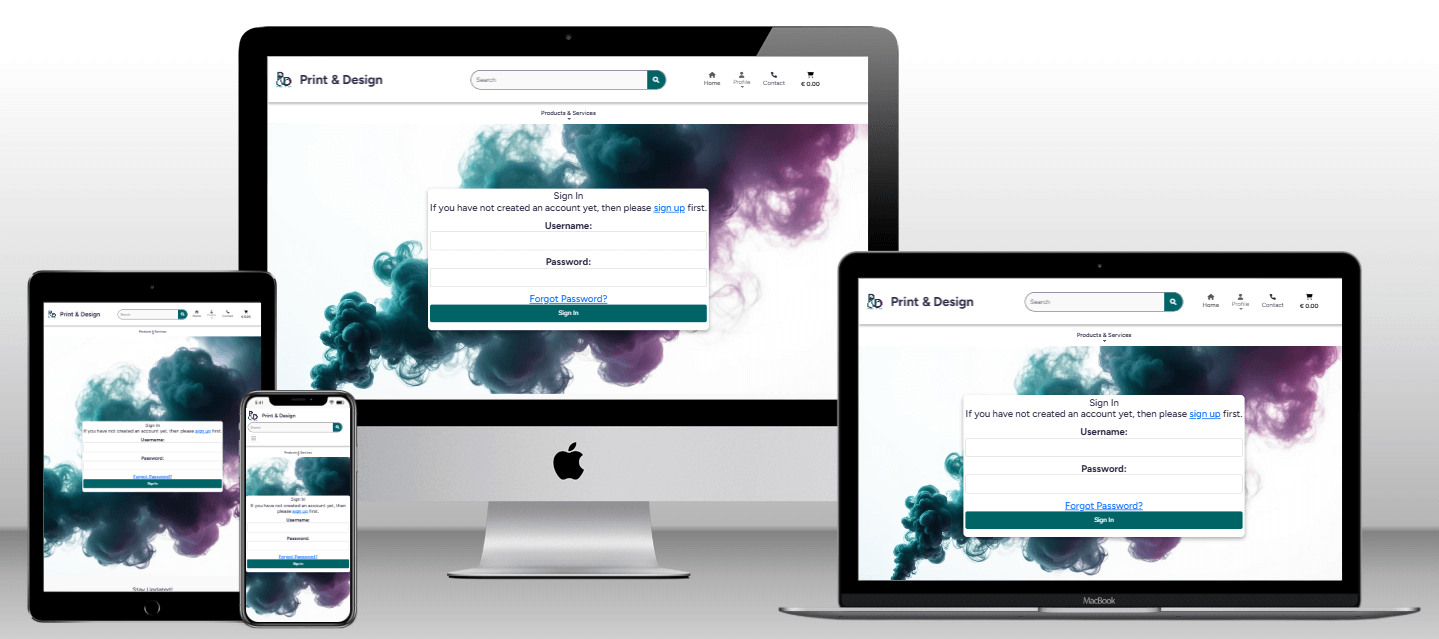 Print & Design
Search
Home
Profile
Contact
€ 0.00
Products & Services
Sign In
If you have not created an account yet, then please sign up first.
Username:
Password:
Forgot Password?
Sign In
Print & Design
Search
Home
Profile
Contact
€ 0.00
Products & Services
Sign In
If you have not created an account yet, then please sign up first.
Username:
Password:
Forgot Password?
Sign In
Stay Updated!
5:41
Print & Design
Search
Products & Services
Sign In
If you have not created an account yet, then
please sign up first.
Username:
Password:
Forgot Password?
Sign In
Print & Design
Search
Home
Profile
Contact
€ 0.00
Products & Services
Sign In
If you have not created an account yet, then please sign up first.
Username:
Password:
Forgot Password?
Sign In
MacBook